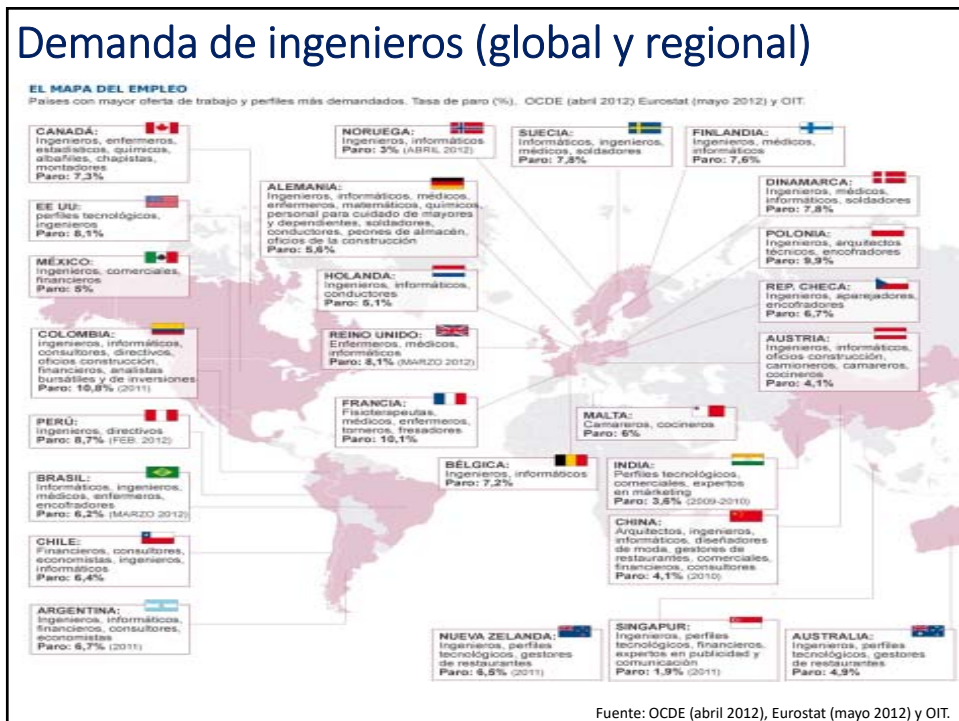 Demanda de ingenieros (global y regional)
EL MAPA DEL EMPLEO
Países con mayor oferta de trabajo y perfiles más demandados. Tasa de paro (%). OCDE (abril 2012) Eurostat (mayo 2012) y OIT.
CANADÁ:
Ingenieros, enfermeros,
estadísticos, químicos,
albañiles, chapistas,
montadores
Paro: 7,3%
NORUEGA:
Ingenieros, informáticos
Paro: 3% (ABRIL 2012)
SUECIA:
Informáticos, ingenieros,
médicos, soldadores
Paro: 7,8%
FINLANDIA:
Ingenieros, médicos,
informáticos
Paro: 7,6%
EE UU:
perfiles tecnológicos,
ingenieros
Paro: 8,1%
ALEMANIA:
Ingenieros, informáticos, médicos,
enfermeros, matemáticos, químicos,
personal para cuidado de mayores
y dependientes, soldadores,
conductores, peones de almacén,
oficios de la construcción
Paro: 5,6%
DINAMARCA:
Ingenieros, médicos,
informáticos, soldadores
Paro: 7,8%
POLONIA:
Ingenieros, arquitectos
técnicos, encofradores
Paro: 9,9%
MÉXICO:
Ingenieros, comerciales,
financieros
Paro: 5%
HOLANDA:
Ingenieros, informáticos,
conductores
Paro: 5,1%
REP. CHECA:
Ingenieros, aparejadores,
encofradores
Paro: 6,7%
COLOMBIA:
ingenieros, informáticos,
consultores, directivos,
oficios construcción,
financieros, analistas
bursátiles y de inversiones
Paro: 10,8% (2011)
REINO UNIDO:
Enfermeros, médicos,
informáticos
Paro: 8,1% (MARZO 2012)
AUSTRIA:
Ingenieros, informáticos,
oficios construcción,
camioneros, camareros,
cocineros
Paro: 4,1%
PERÚ:
Ingenieros, directivos
Paro: 8,7% (FEB. 2012)
FRANCIA:
Fisioterapeutas,
médicos, enfermeros,
torneros, fresadores
Paro: 10,1%
MALTA:
Camareros, cocineros
Paro: 6%
BRASIL:
Informáticos, ingenieros,
médicos, enfermeros,
encofradores
Paro: 6,2% (MARZO 2012)
BÉLGICA:
Ingenieros, informáticos
Paro: 7,2%
INDIA:
Perfiles tecnológicos,
comerciales, expertos
en márketing
Paro: 3,6% (2009-2010)
CHILE:
Financieros, consultores,
economistas, ingenieros,
informáticos
Paro: 6,4%
CHINA:
Arquitectos, ingenieros,
informáticos, diseñadores
de moda, gestores de
restaurantes, comerciales,
financieros, consultores
Paro: 4,1% (2010)
ARGENTINA:
Ingenieros, informáticos,
financieros, consultores,
economistas
Paro: 6,7% (2011)
NUEVA ZELANDA:
Ingenieros, perfiles
tecnológicos, gestores
de restaurantes
Paro: 6,5% (2011)
SINGAPUR:
Ingenieros, perfiles
tecnológicos, financieros,
expertos en publicidad y
comunicación
Paro: 1,9% (2011)
AUSTRALIA:
Ingenieros, perfiles
tecnológicos, gestores
de restaurantes
Paro: 4,9%
Fuente: OCDE (abril 2012), Eurostat (mayo 2012) y OIT.